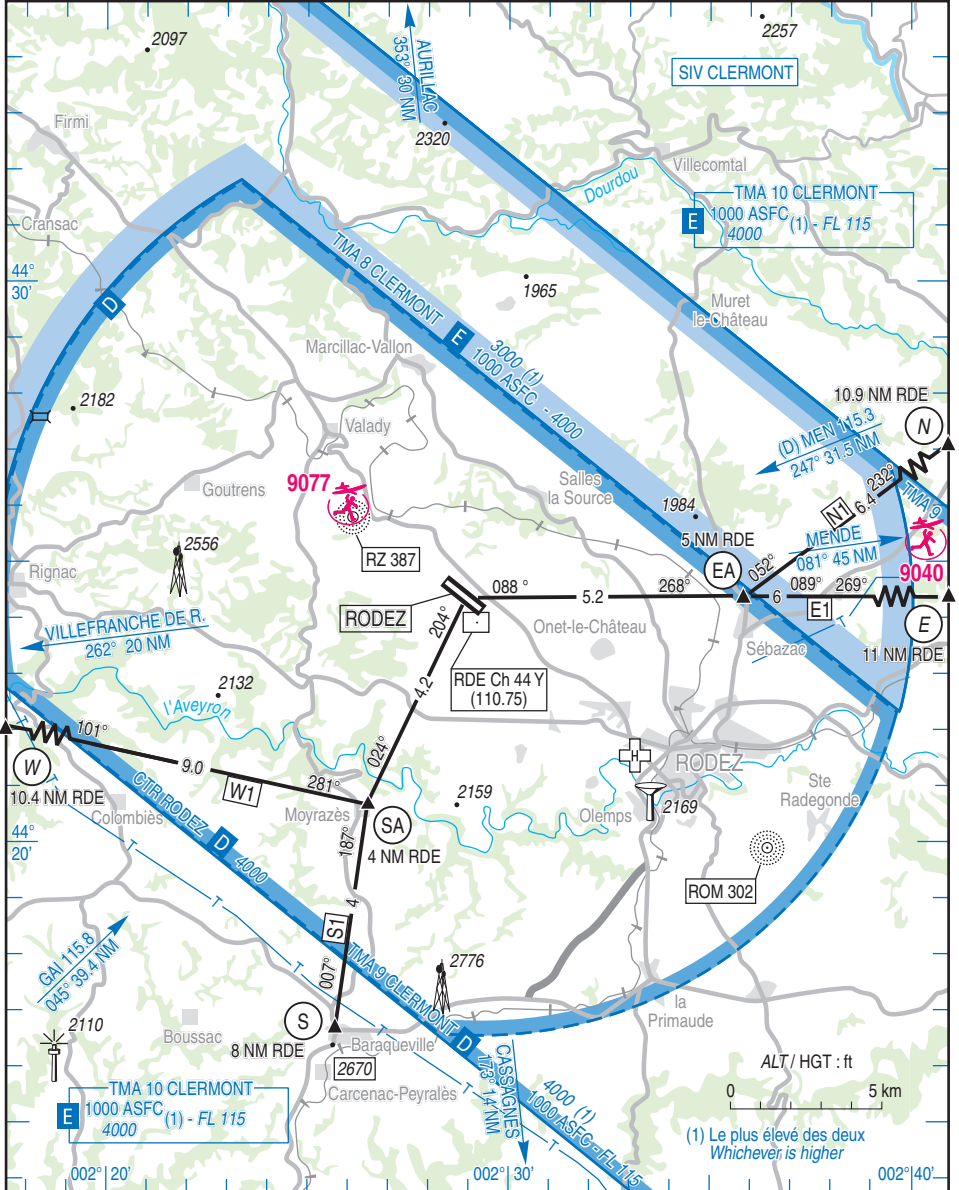 2097
2257
SIV CLERMONT
AURILLAC
353° 30 NM
Firmi
2320
Villecomtal
Dourdou
TMA 10 CLERMONT
E
1000 ASFC (1) - FL 115
4000
Cransac
TMA 8 CLERMONT
44°
30'
D
1965
E
3000 (1)
1000 ASFC - 4000
Muret
le-Château
Marcillac-Vallon
2182
10.9 NM RDE
N
Valady
(D) MEN 115.3
247° 31.5 NM
Goutrens
9077
Salles
la Source
232°
6.4
N1
TMA 9
1984
2556
RZ 387
5 NM RDE
MENDE
081° 45 NM
9040
EA
052°
Rignac
088 °
5.2
268°
6
089°
269°
E1
E
RODEZ
204°
Onet-le-Château
Sébazac
11 NM RDE
VILLEFRANCHE DE R.
262° 20 NM
RDE Ch 44 Y
(110.75)
4.2
2132
l'Aveyron
101°
W
10.4 NM RDE
9.0
W1
024°
281°
H
RODEZ
Colombiès
CTR RODEZ D 4000
Moyrazès
SA
4 NM RDE
2159
Olemps
2169
Ste
Radegonde
44°
20'
187°
4
S1
007°
ROM 302
GAI 115.8
045° 39.4 NM
2776
TMA 9 CLERMONT
D
la
Primaude
2110
Boussac
S
8 NM RDE
Baraqueville
2670
Carcenac-Peyralès
CASSAGNES
173° 14 NM
ALT / HGT : ft
0 5 km
TMA 10 CLERMONT
E
1000 ASFC (1) - FL 115
4000
4000 (1)
1000 ASFC - FL 115
(1) Le plus élevé des deux
Whichever is higher
002° 20'
002° 30'
002° 40'
T
T
T
T
T
T
T